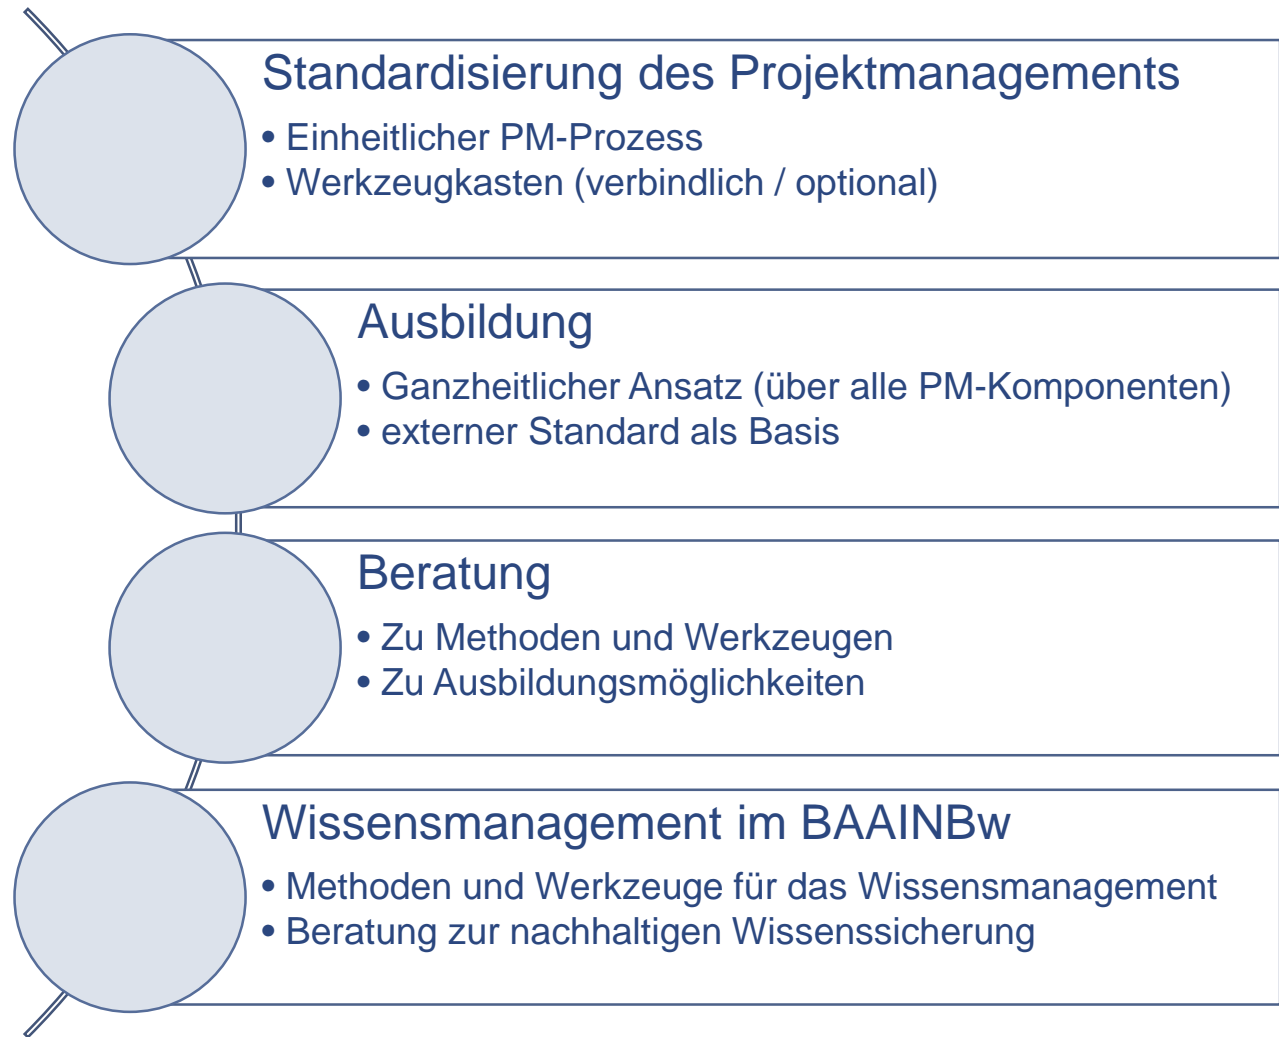 Standardisierung des Projektmanagements
• Einheitlicher PM-Prozess
• Werkzeugkasten (verbindlich / optional)
Ausbildung
• Ganzheitlicher Ansatz (über alle PM-Komponenten)
• externer Standard als Basis
Beratung
• Zu Methoden und Werkzeugen
• Zu Ausbildungsmöglichkeiten
Wissensmanagement im BAAINBw
• Methoden und Werkzeuge für das Wissensmanagement
• Beratung zur nachhaltigen Wissenssicherung